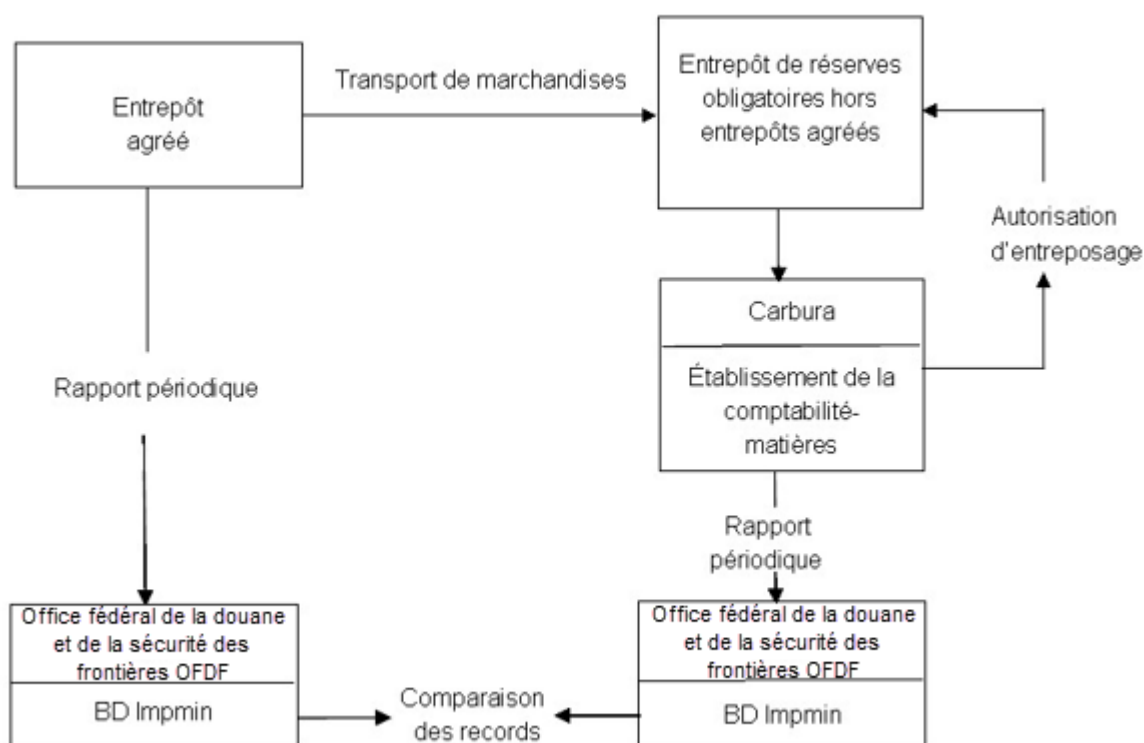 Entrepôt
agréé
Transport de marchandises
Entrepôt de réserves
obligatoires hors
entrepôts agréés
Autorisation
d'entreposage
Carbura
Établissement de la
comptabilité-
matières
Rapport périodique
Rapport
périodique
Office fédéral de la douane
et de la sécurité des
frontières OFDF
BD Impmin
Comparaison
des records
Office fédéral de la douane
et de la sécurité des
frontières OFDF
BD Impmin